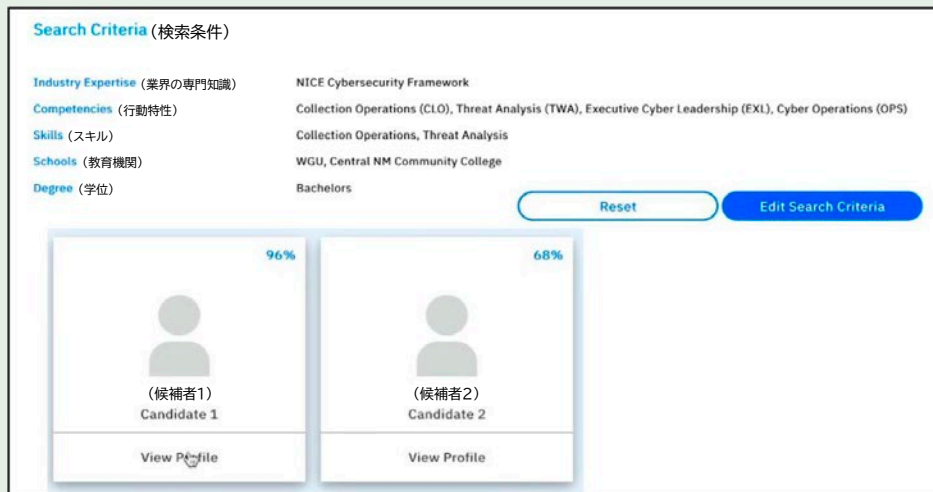 Search Criteria（検索条件）
Industry Expertise（業界の専門知識） NICE Cybersecurity Framework
Competencies（行動特性） Collection Operations (CLO), Threat Analysis (TWA), Executive Cyber Leadership (EXL), Cyber Operations (OPS)
Skills（スキル） Collection Operations, Threat Analysis
Schools（教育機関） WGU, Central NM Community College
Degree（学位） Bachelors
Reset Edit Search Criteria
96% 68%
（候補者1） （候補者2）
Candidate 1 Candidate 2
View Profile View Profile